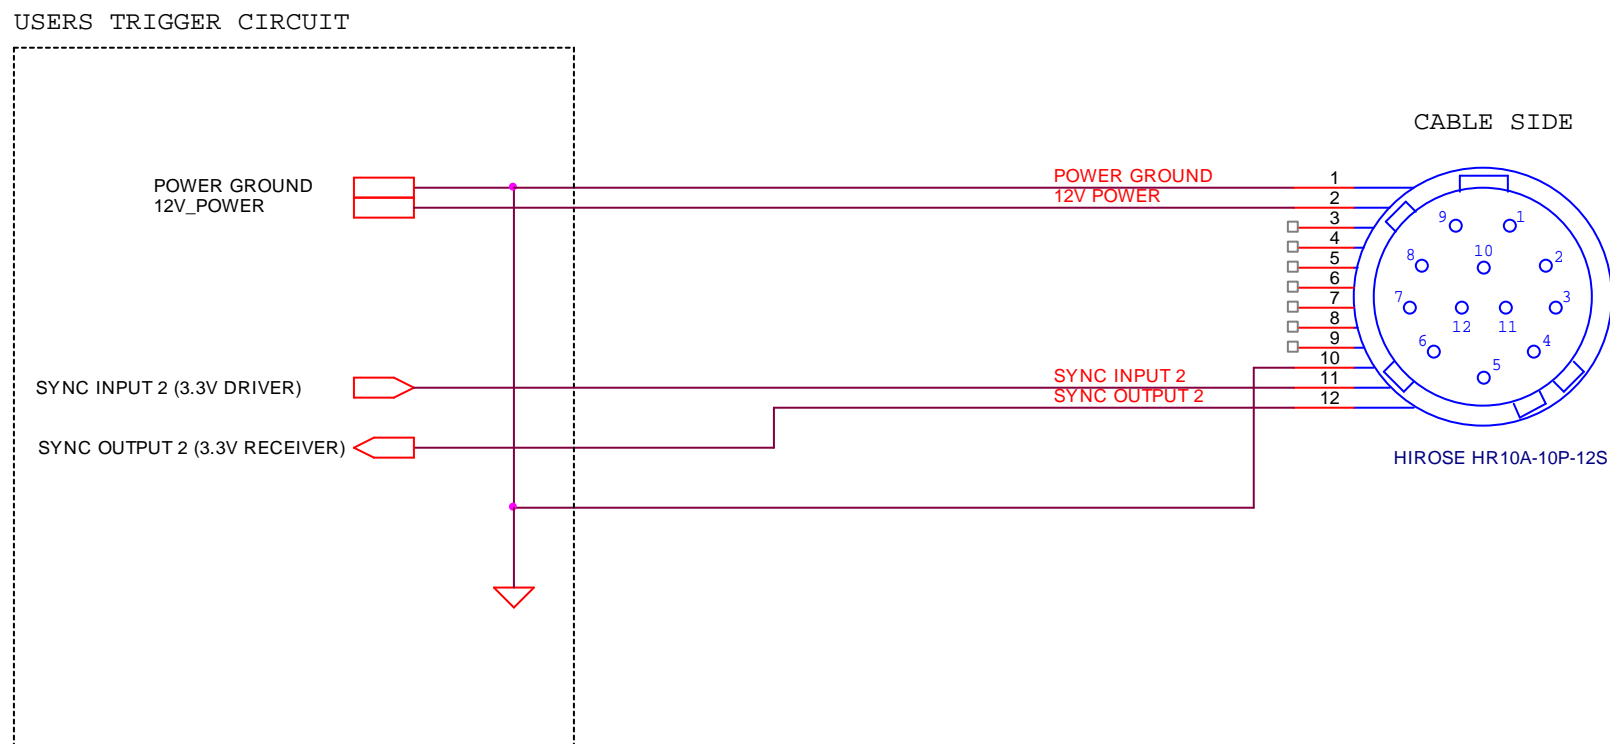 USERS TRIGGER CIRCUIT
CABLE SIDE
POWER GROUND
12V_POWER
POWER GROUND
12V POWER
1
2
3
4
5
6
7
8
9
10
11
12
9 1
10
8 2
7 3
12 11
6 4
5
SYNC INPUT 2 (3.3V DRIVER)
SYNC INPUT 2
SYNC OUTPUT 2
SYNC OUTPUT 2 (3.3V RECEIVER)
HIROSE HR10A-10P-12S